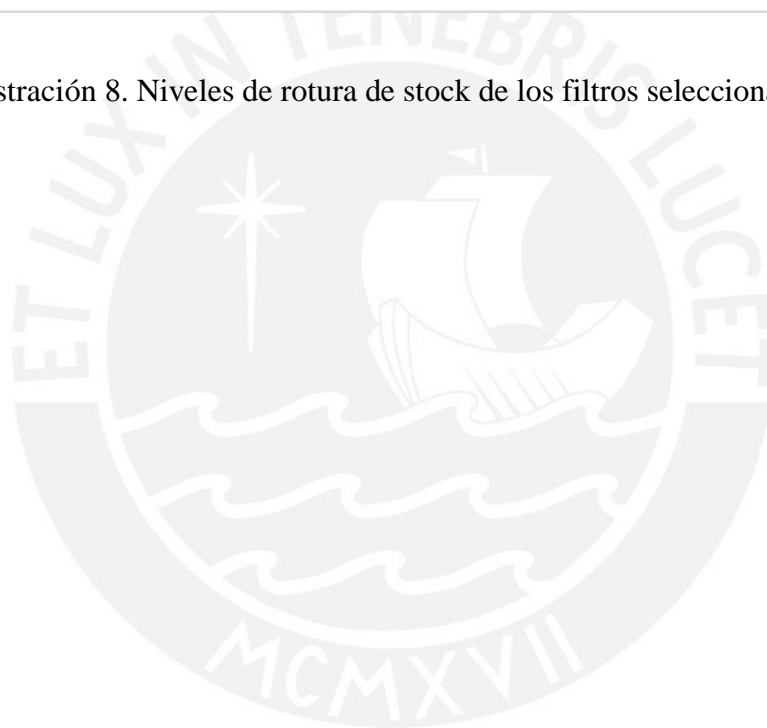 stración 8. Niveles de rotura de stock de los filtros selecciona
ET LUX IN TENEBRIS LUCET
MCMXVII